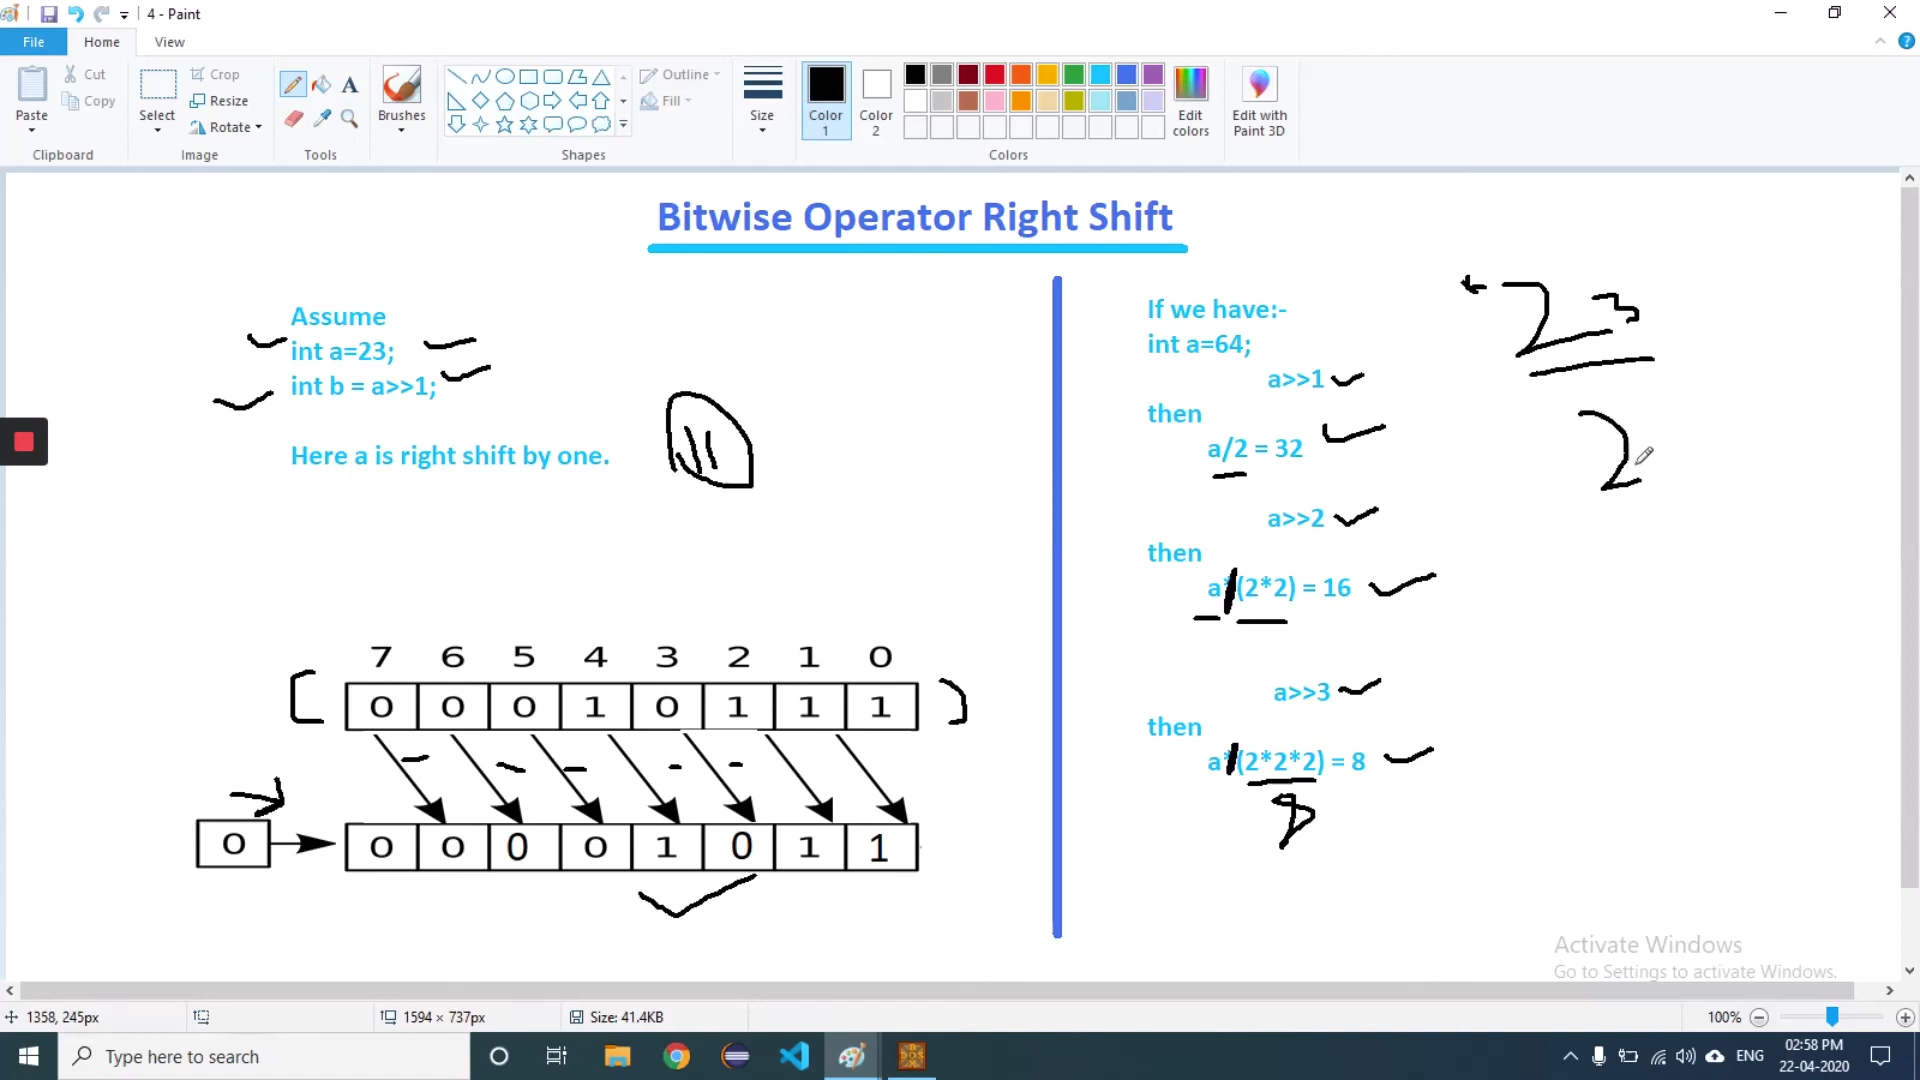 4 - Paint
File Home View
Paste
Cut
Copy
Clipboard
Select
Crop
Resize
Rotate
Image
A
Tools
Brushes
Shapes
Outline
Fill
Size
Color 1
Color 2
Edit colors
Colors
Edit with Paint 3D
Bitwise Operator Right Shift
Assume
int a=23;
int b = a>>1;
Here a is right shift by one.
11
7 6 5 4 3 2 1 0
0 0 0 1 0 1 1 1
0
0 0 0 0 1 0 1 1
If we have:-
int a=64;
a>>1
then
a/2 = 32
a>>2
then
a/(2*2) = 16
a>>3
then
a/(2*2*2) = 8
8
2 3
2
Activate Windows
Go to Settings to activate Windows.
1358, 245px
1594 × 737px
Size: 41.4KB
100%
Type here to search
DOS
ENG
02:58 PM
22-04-2020